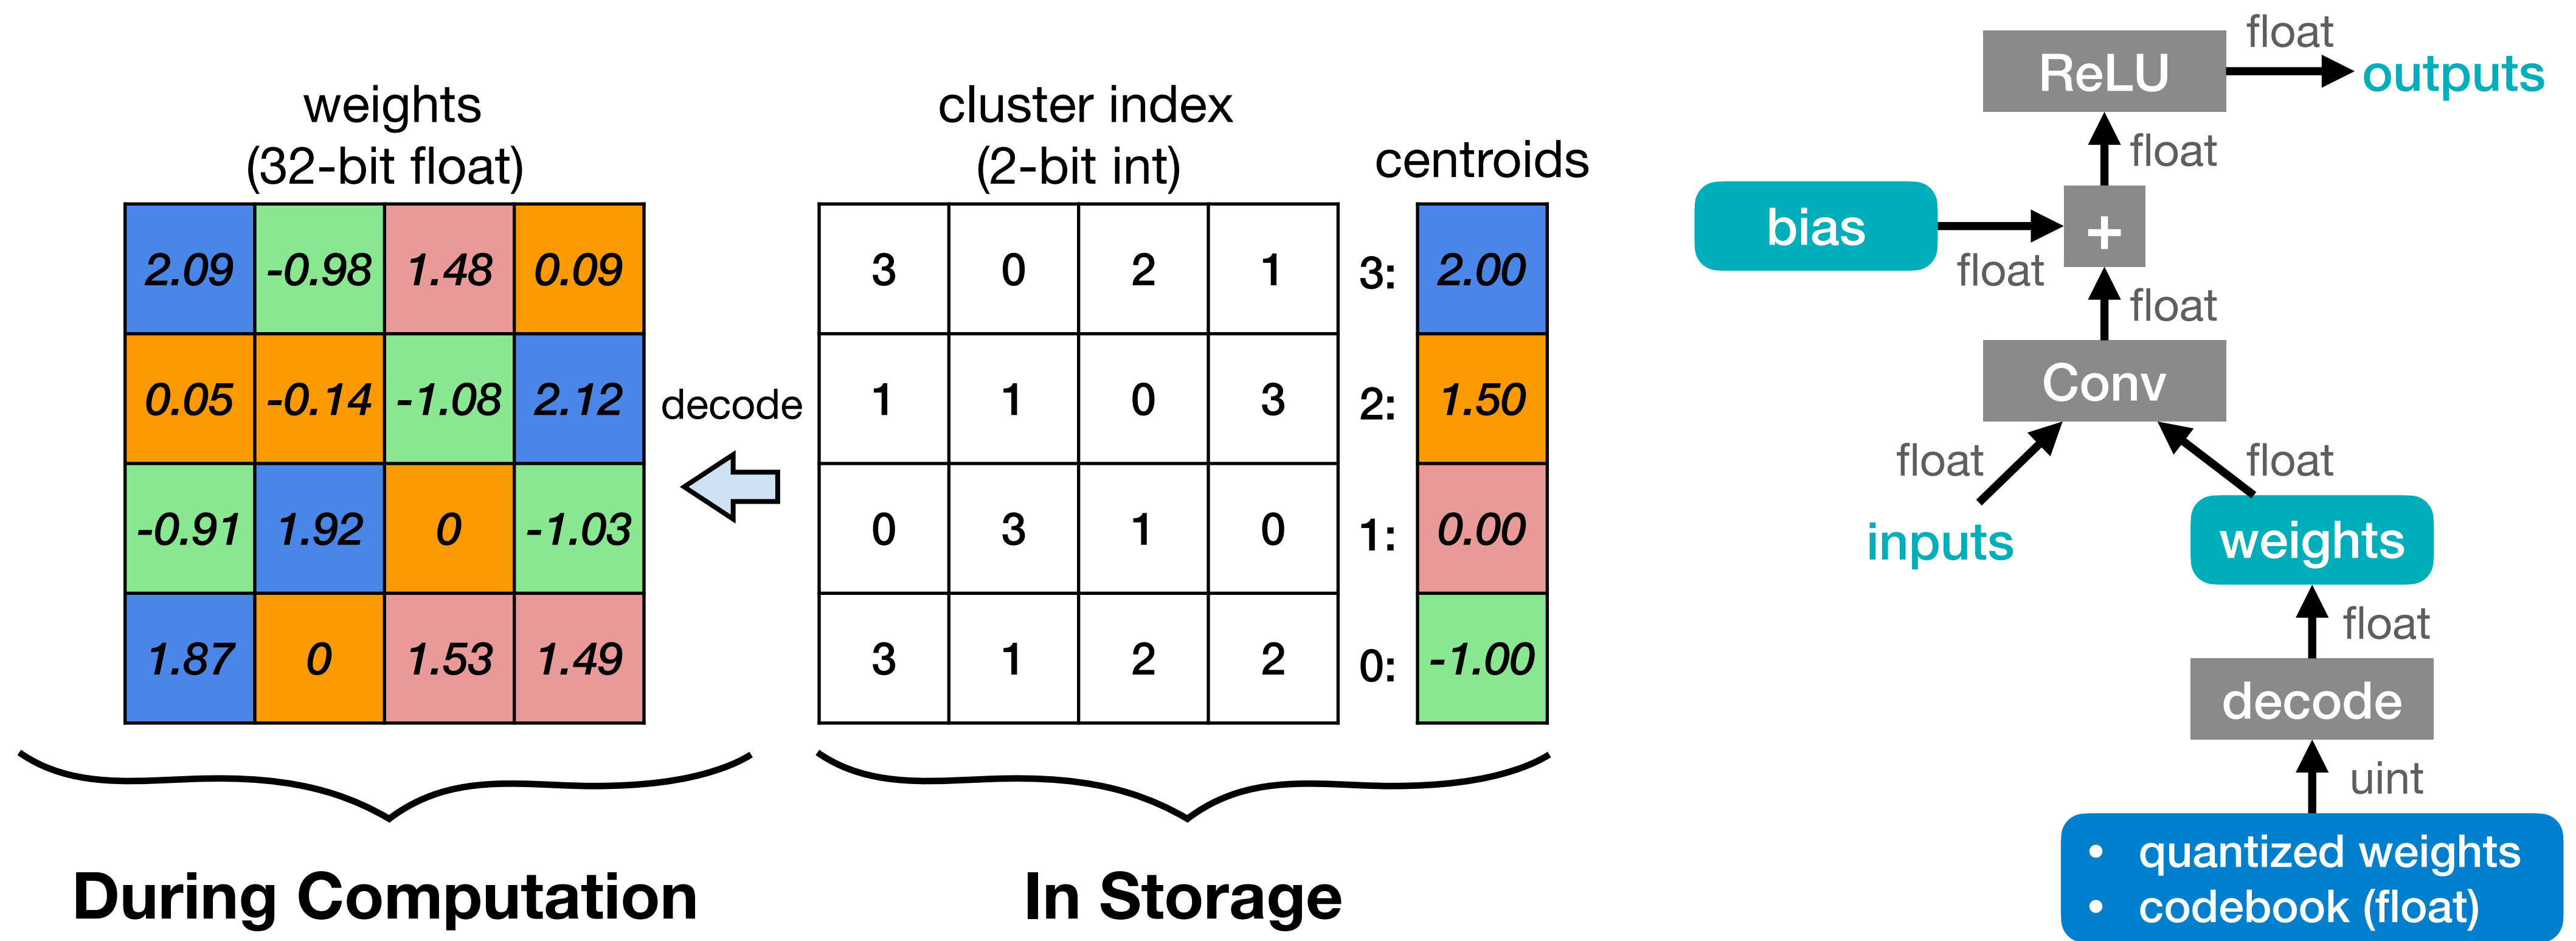 weights
(32-bit float)
2.09 -0.98 1.48 0.09
0.05 -0.14 -1.08 2.12
-0.91 1.92 0 -1.03
1.87 0 1.53 1.49
During Computation
decode
cluster index
(2-bit int)
3 0 2 1
1 1 0 3
0 3 1 0
3 1 2 2
centroids
3: 2.00
2: 1.50
1: 0.00
0: -1.00
In Storage
float
ReLU
outputs
float
bias
+
float
float
Conv
float
float
inputs
weights
float
decode
uint
• quantized weights
• codebook (float)